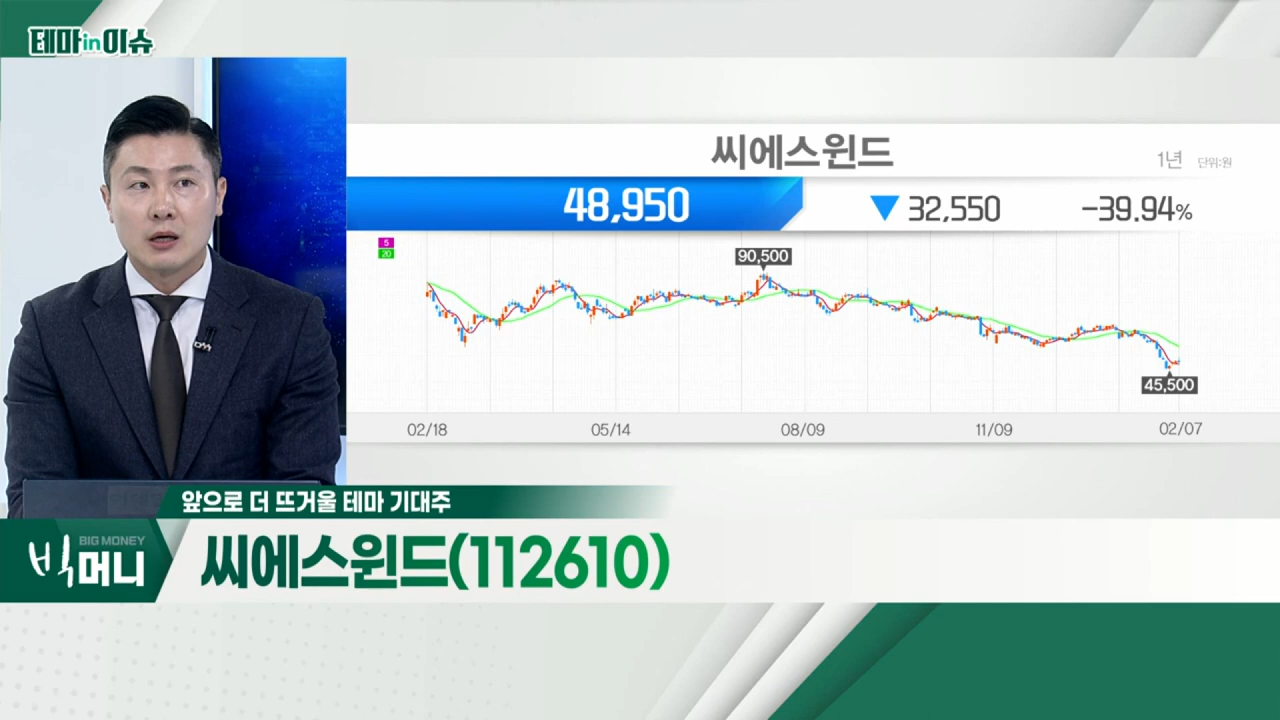 테마in이슈
씨에스윈드
1년 단위:원
48,950 ▼ 32,550 -39.94%
5
20
90,500
45,500
02/18 05/14 08/09 11/09 02/07
앞으로 더 뜨거울 테마 기대주
BIG MONEY
빅머니
씨에스윈드(112610)